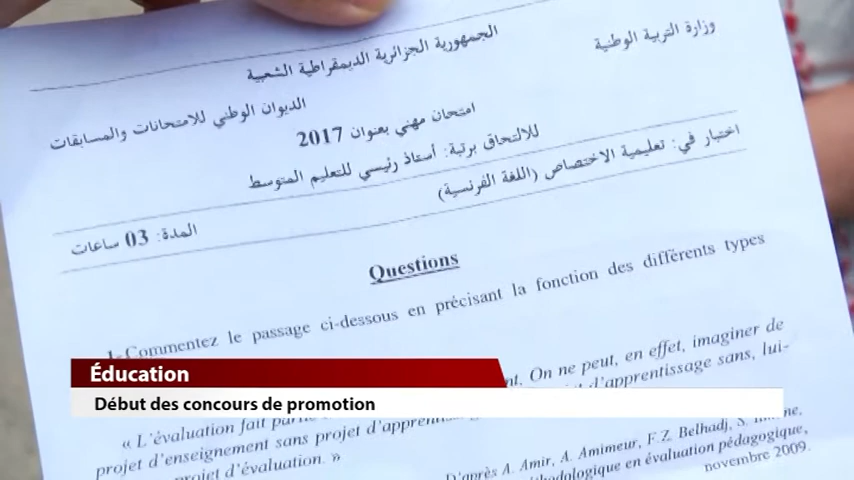 الجمهورية الجزائرية الديمقراطية الشعبية
وزارة التربية الوطنية
الديوان الوطني للامتحانات والمسابقات
امتحان مهني بعنوان 2017
للالتحاق برتبة: أستاذ رئيسي للتعليم المتوسط
اختبار في: تعليمية الاختصاص (اللغة الفرنسية)
المدة: 03 ساعات
Questions
1- Commentez le passage ci-dessous en précisant la fonction des différents types
On ne peut, en effet, imaginer de
« L'évaluation fait d'apprentissage sans, lui-
projet d'enseignement sans projet
projet d'évaluation. »
D'après A. Amir, A. Amimeur, F.Z. Belhadj, S.
en évaluation pédagogique,
novembre 2009.
Éducation
Début des concours de promotion